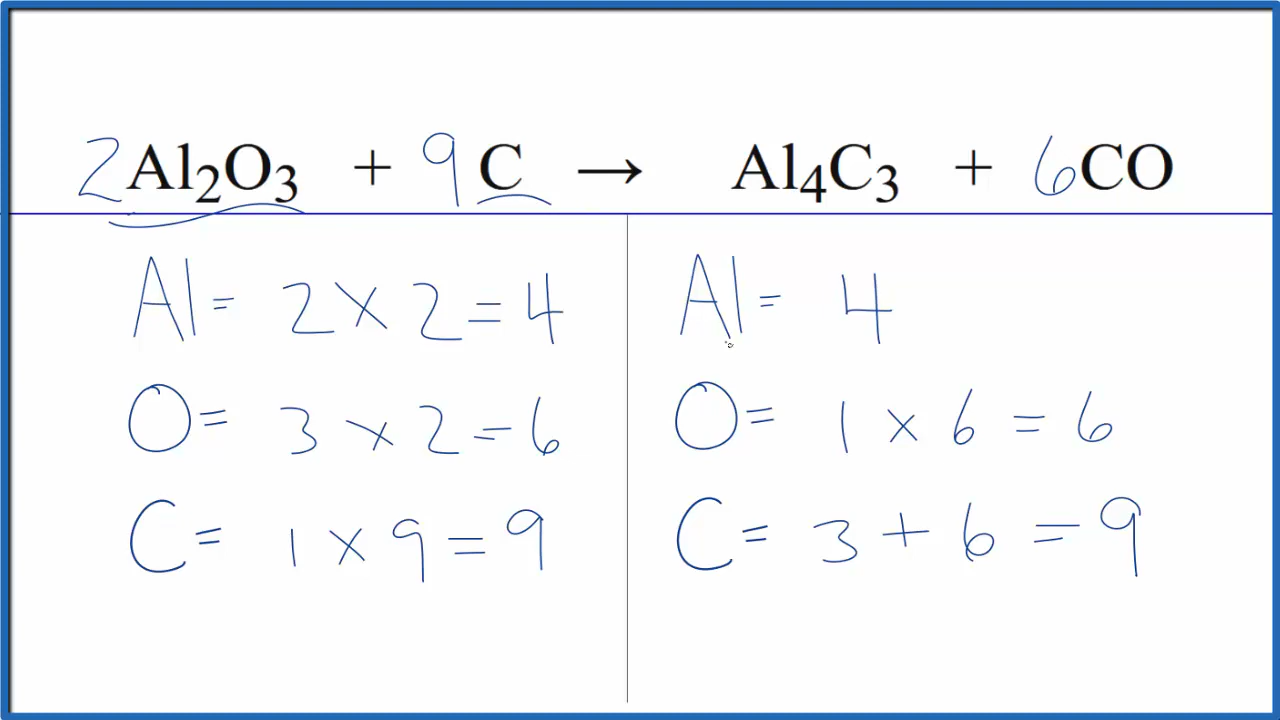 2Al₂O₃ + 9C → Al₄C₃ + 6CO
Al = 2 × 2 = 4
O = 3 × 2 = 6
C = 1 × 9 = 9
Al = 4
O = 1 × 6 = 6
C = 3 + 6 = 9